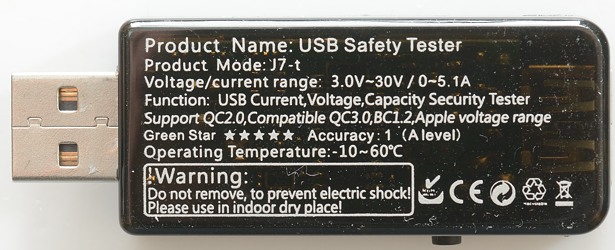 Product Name: USB Safety Tester
Product Mode: J7-t
Voltage/current range: 3.0V~30V / 0~5.1A
Function: USB Current,Voltage,Capacity Security Tester
Support QC2.0,Compatible QC3.0,BC1.2,Apple voltage range
Green Star ★★★★★ Accuracy: 1 (A level)
Operating Temperature:-10~60℃
!Warning:
Do not remove, to prevent electric shock!
Please use in indoor dry place!
CE